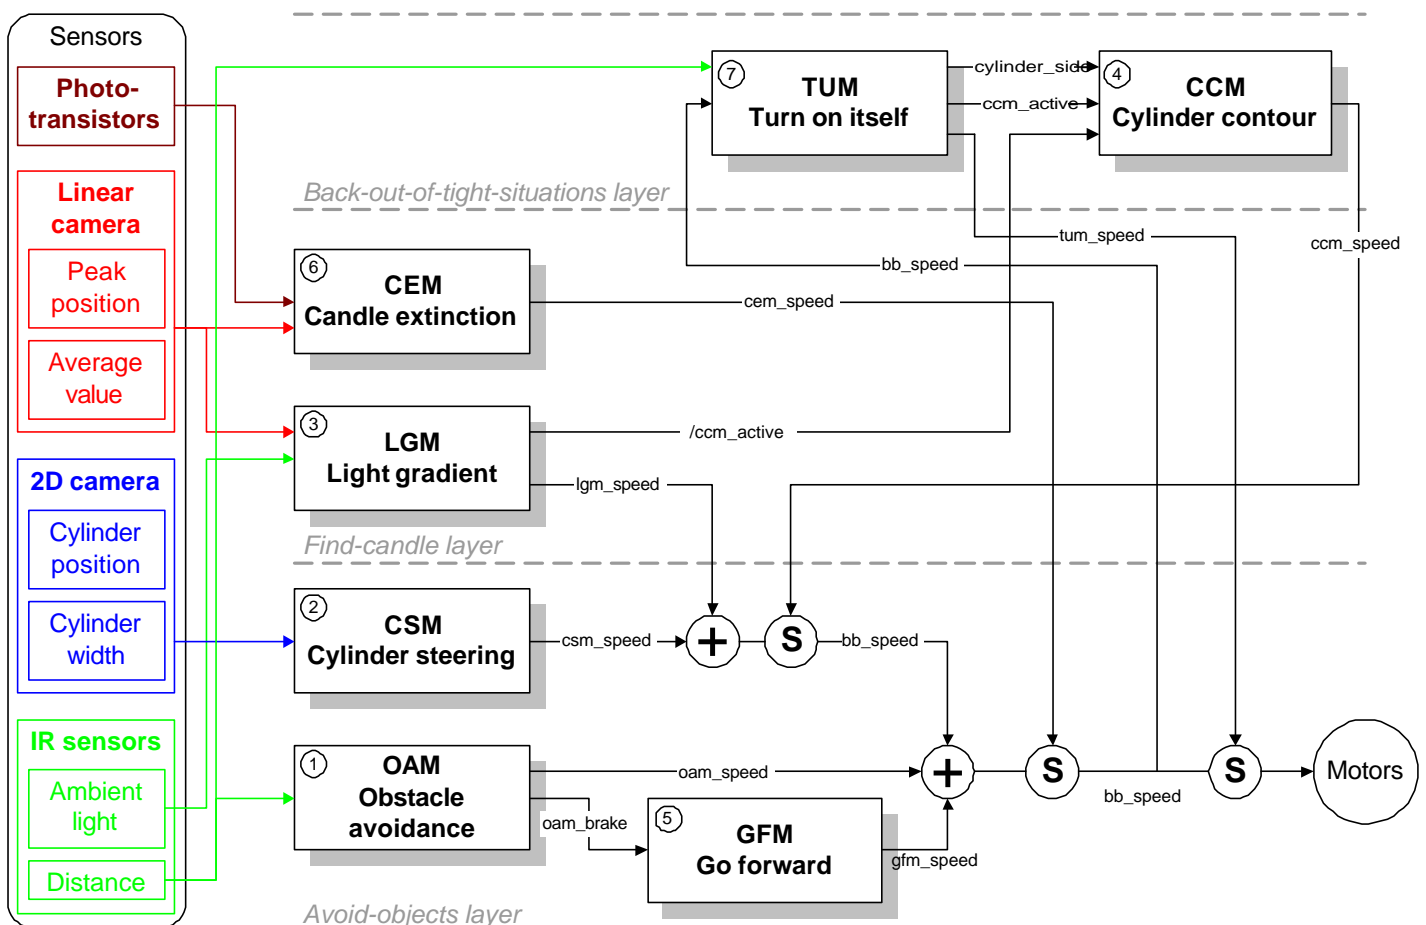 Sensors
Photo-
transistors
Linear
camera
Peak
position
Average
value
2D camera
Cylinder
position
Cylinder
width
IR sensors
Ambient
light
Distance
7
TUM
Turn on itself
cylinder_side
ccm_active
4
CCM
Cylinder contour
Back-out-of-tight-situations layer
tum_speed
ccm_speed
bb_speed
6
CEM
Candle extinction
cem_speed
3
LGM
Light gradient
/ccm_active
lgm_speed
Find-candle layer
2
CSM
Cylinder steering
csm_speed
+
S
bb_speed
1
OAM
Obstacle
avoidance
oam_speed
oam_brake
5
GFM
Go forward
gfm_speed
+
S
bb_speed
S
Motors
Avoid-objects layer